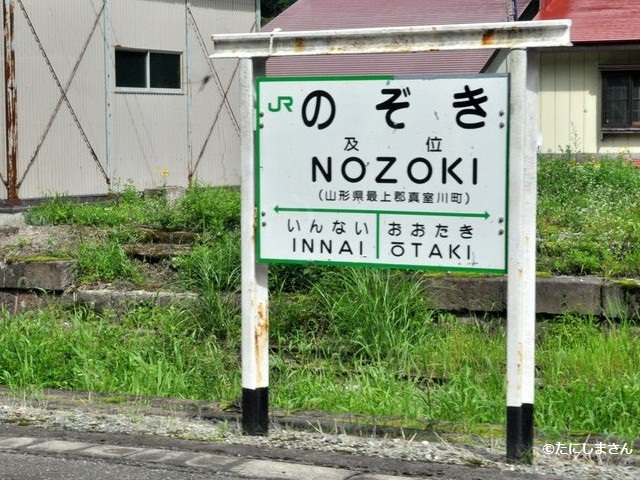 JR のぞき
及位
NOZOKI
(山形県最上郡真室川町)
いんない おおたき
INNAI ŌTAKI
©たにしまさん